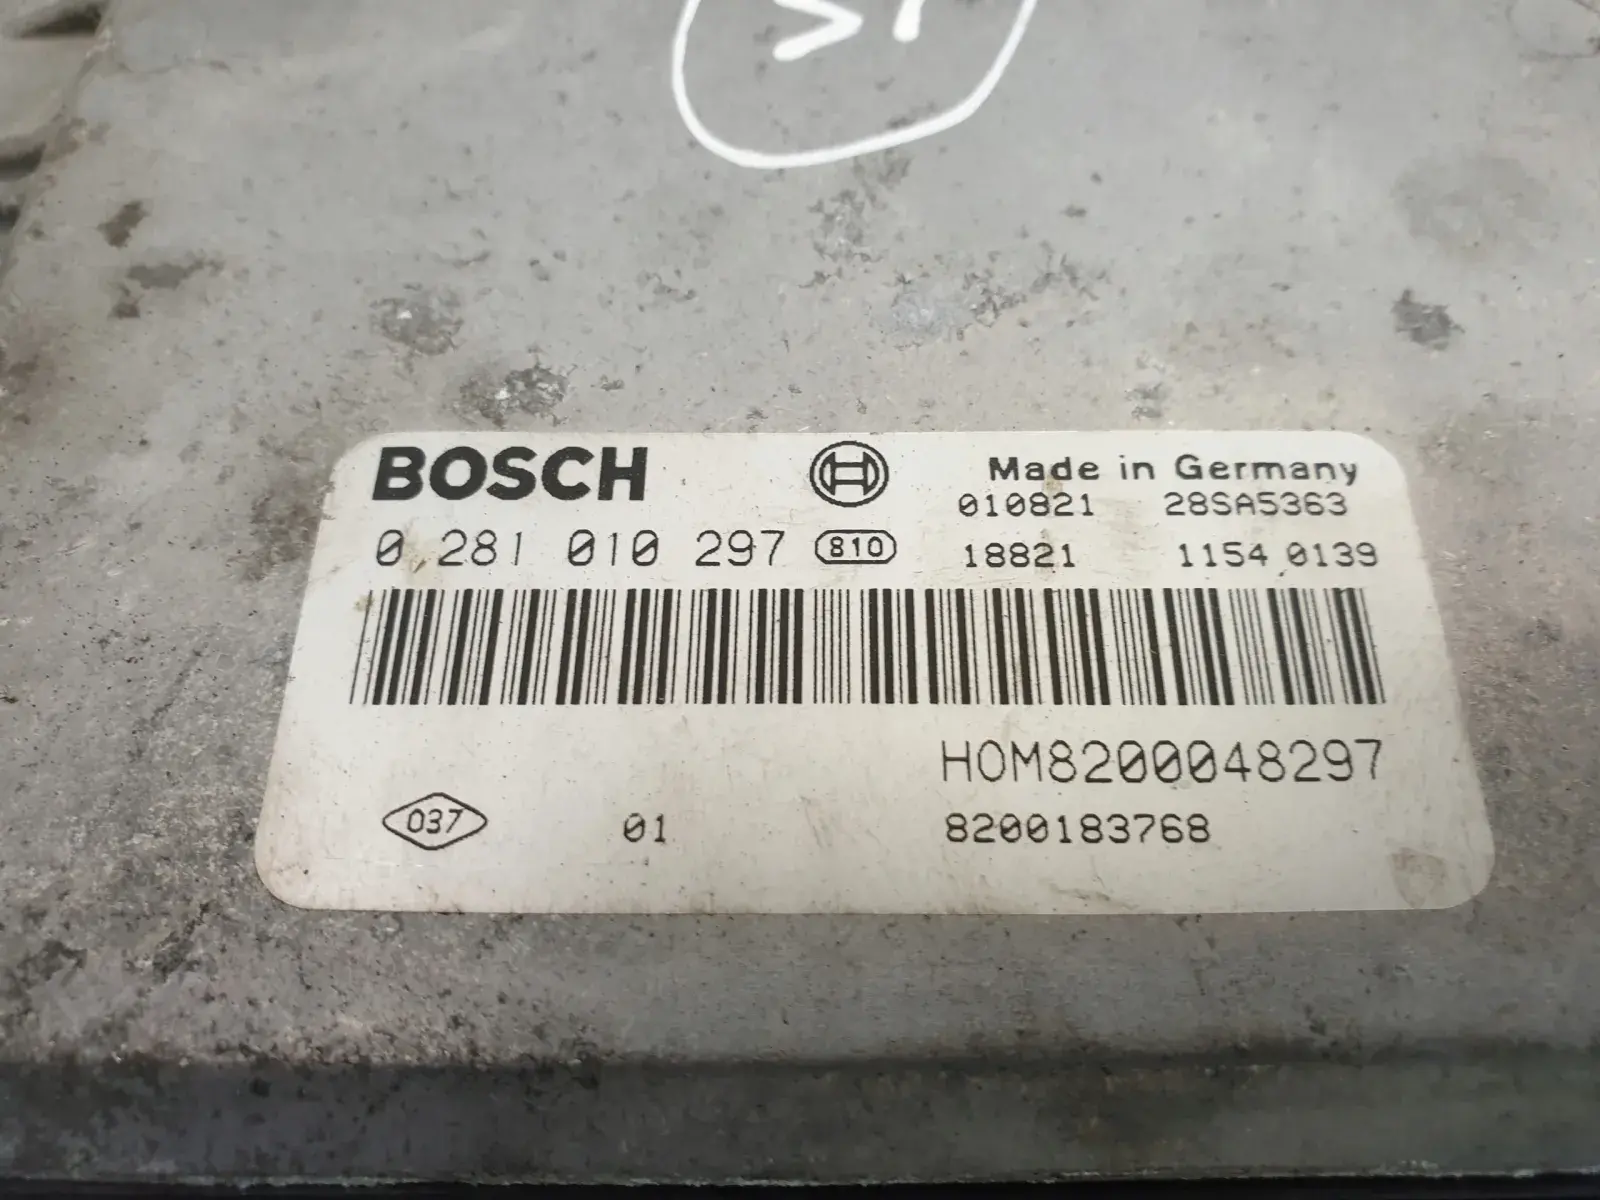 BOSCH
Made in Germany
010821 28SA5363
0 281 010 297 810
18821 1154 0139
HOM8200048297
037 01 8200183768